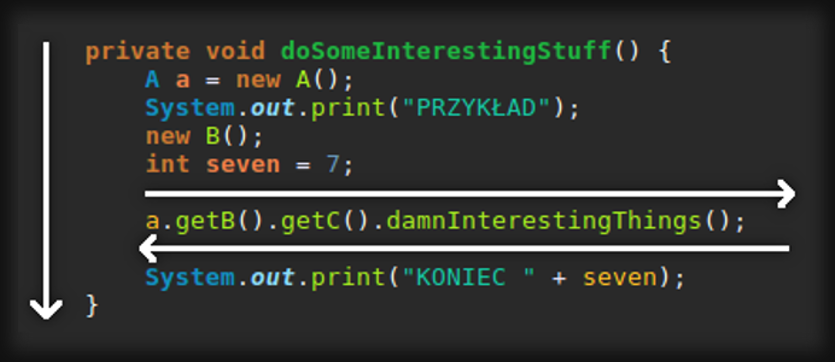 private void doSomeInterestingStuff() {
A a = new A();
System.out.print("PRZYKŁAD");
new B();
int seven = 7;
a.getB().getC().damnInterestingThings();
System.out.print("KONIEC " + seven);
}